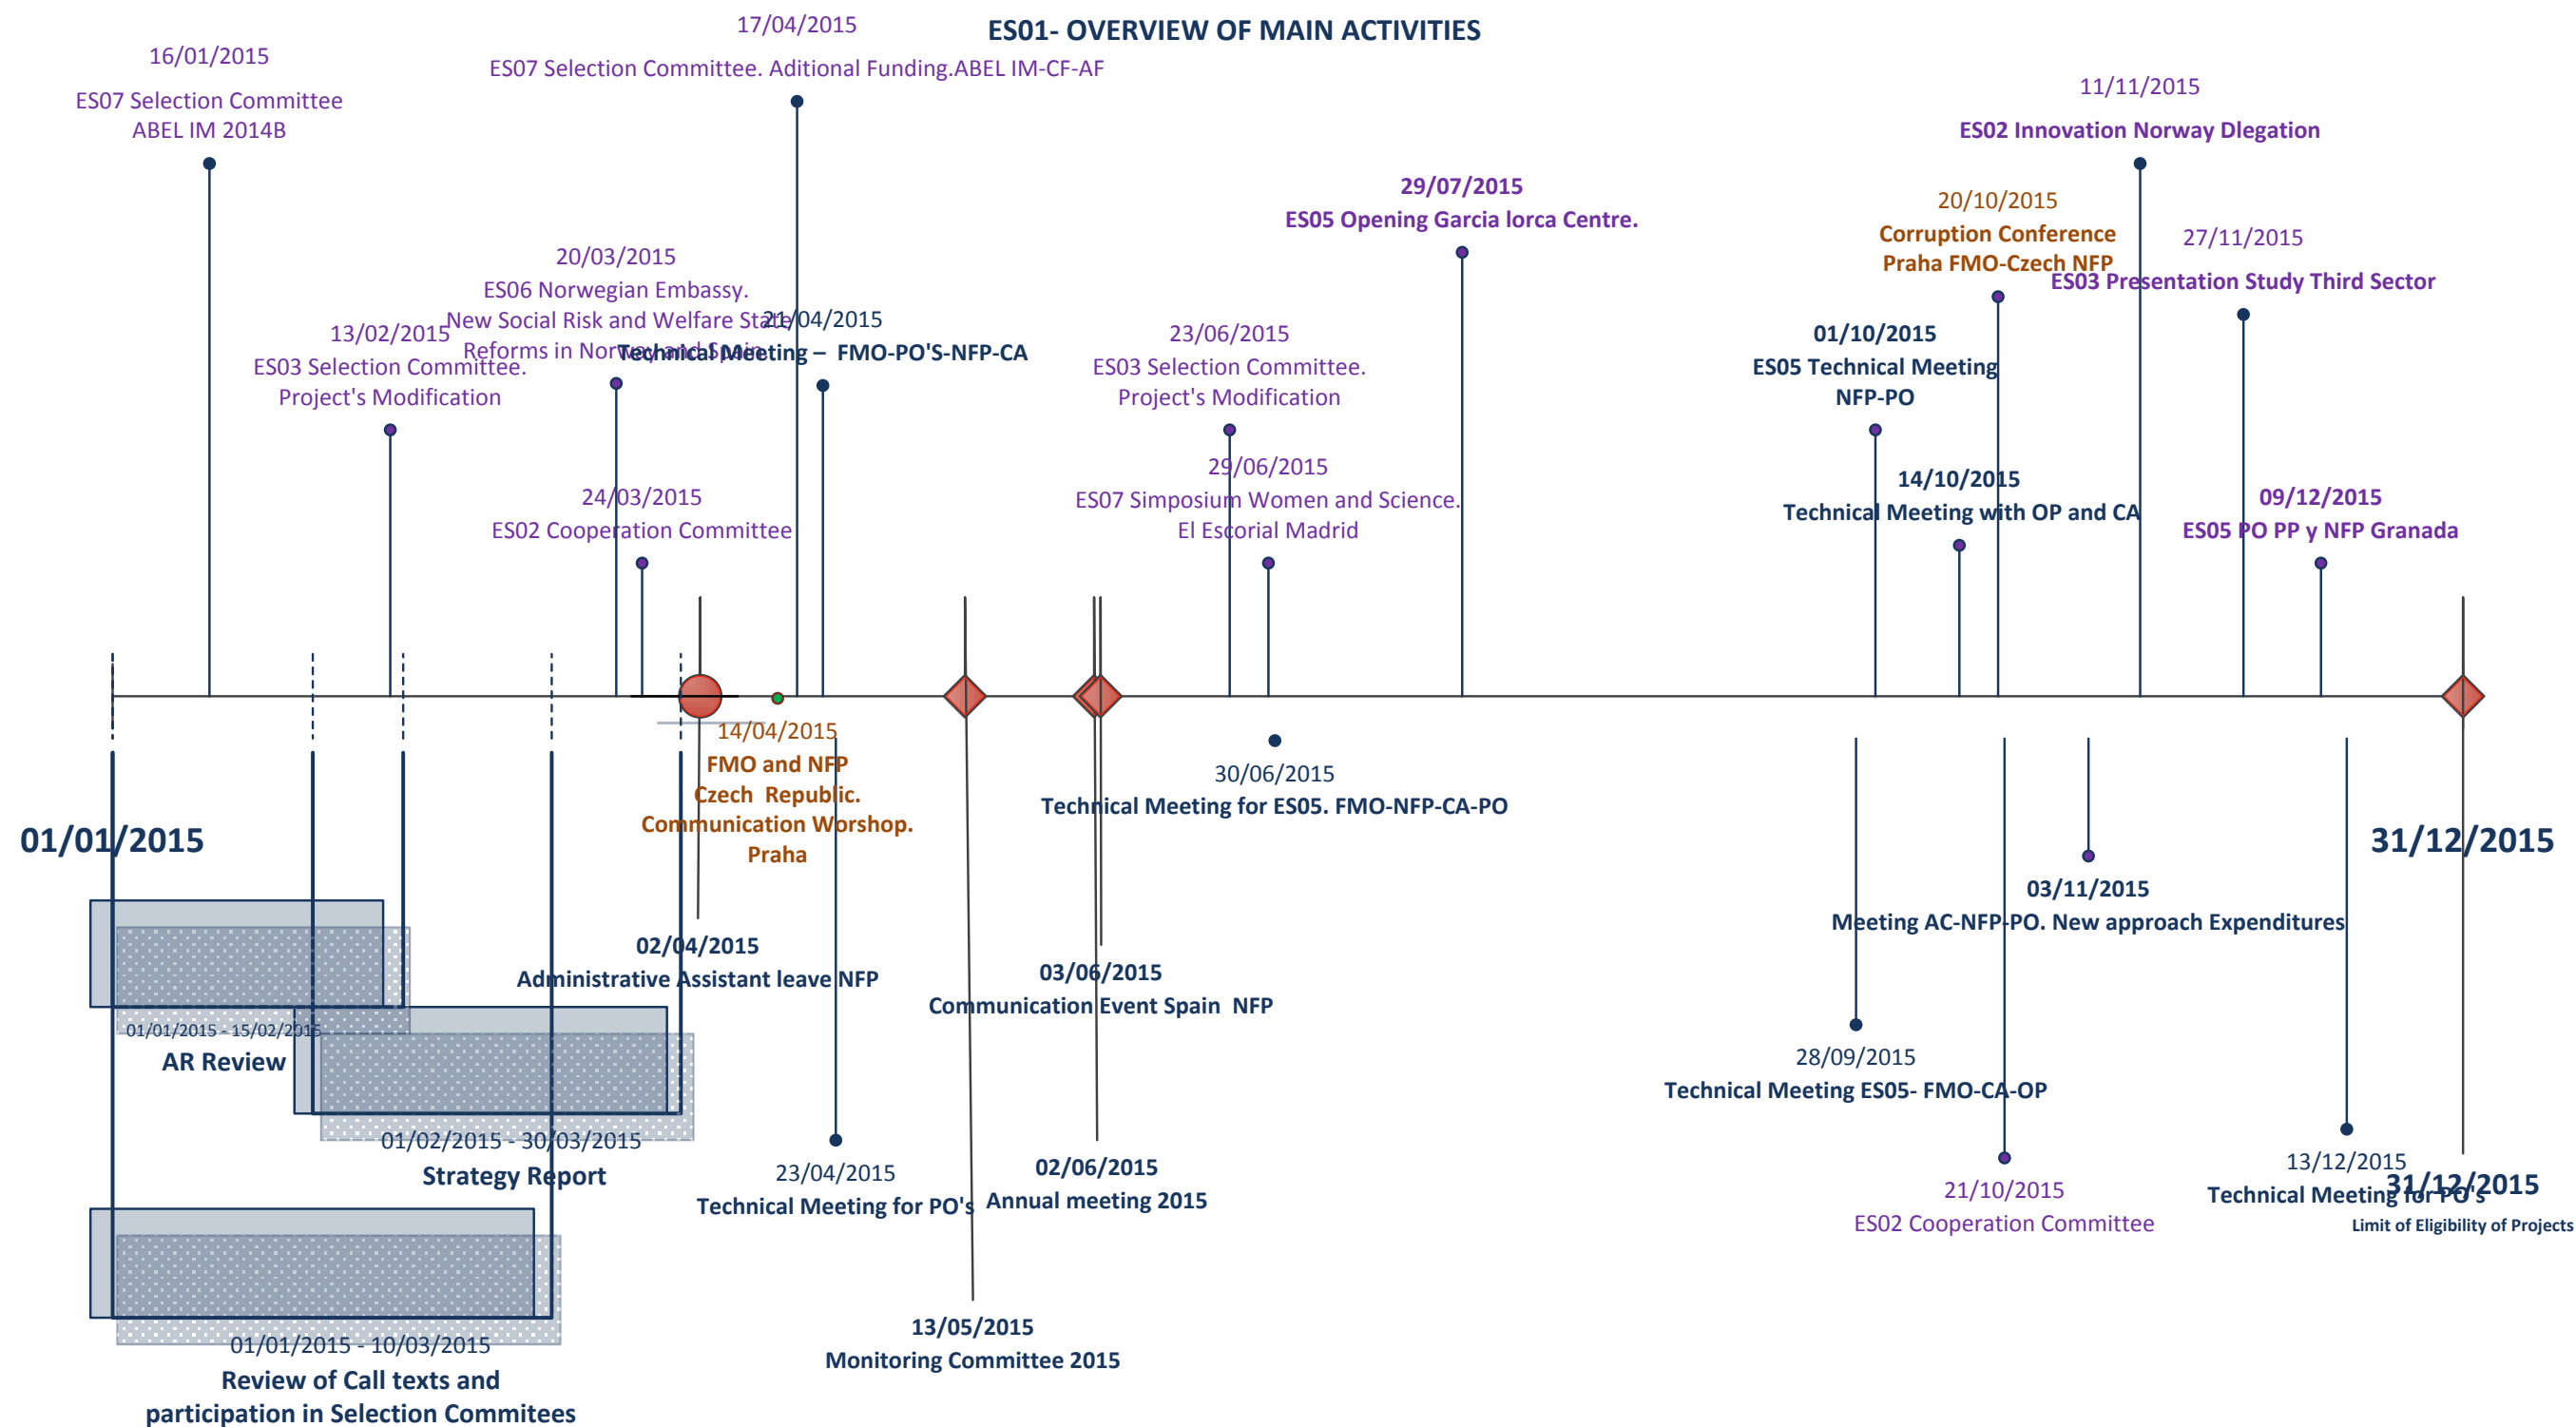 ES01- OVERVIEW OF MAIN ACTIVITIES
16/01/2015
ES07 Selection Committee
ABEL IM 2014B
17/04/2015
ES07 Selection Committee. Aditional Funding.ABEL IM-CF-AF
11/11/2015
ES02 Innovation Norway Dlegation
29/07/2015
ES05 Opening Garcia lorca Centre.
20/10/2015
Corruption Conference
Praha FMO-Czech NFP
27/11/2015
ES03 Presentation Study Third Sector
20/03/2015
ES06 Norwegian Embassy.
New Social Risk and Welfare State
Reforms in Norway and Spain
13/02/2015
ES03 Selection Committee.
Project's Modification
21/04/2015
Technical Meeting – FMO-PO'S-NFP-CA
23/06/2015
ES03 Selection Committee.
Project's Modification
01/10/2015
ES05 Technical Meeting
NFP-PO
24/03/2015
ES02 Cooperation Committee
29/06/2015
ES07 Simposium Women and Science.
El Escorial Madrid
14/10/2015
Technical Meeting with OP and CA
09/12/2015
ES05 PO PP y NFP Granada
14/04/2015
FMO and NFP
Czech Republic.
Communication Worshop.
Praha
30/06/2015
Technical Meeting for ES05. FMO-NFP-CA-PO
01/01/2015
31/12/2015
03/11/2015
Meeting AC-NFP-PO. New approach Expenditures
02/04/2015
Administrative Assistant leave NFP
03/06/2015
Communication Event Spain NFP
01/01/2015 - 15/02/2015
AR Review
28/09/2015
Technical Meeting ES05- FMO-CA-OP
01/02/2015 - 30/03/2015
Strategy Report
23/04/2015
Technical Meeting for PO's
02/06/2015
Annual meeting 2015
21/10/2015
ES02 Cooperation Committee
13/12/2015
Technical Meeting for PO's
31/12/2015
Limit of Eligibility of Projects
13/05/2015
Monitoring Committee 2015
01/01/2015 - 10/03/2015
Review of Call texts and
participation in Selection Commitees